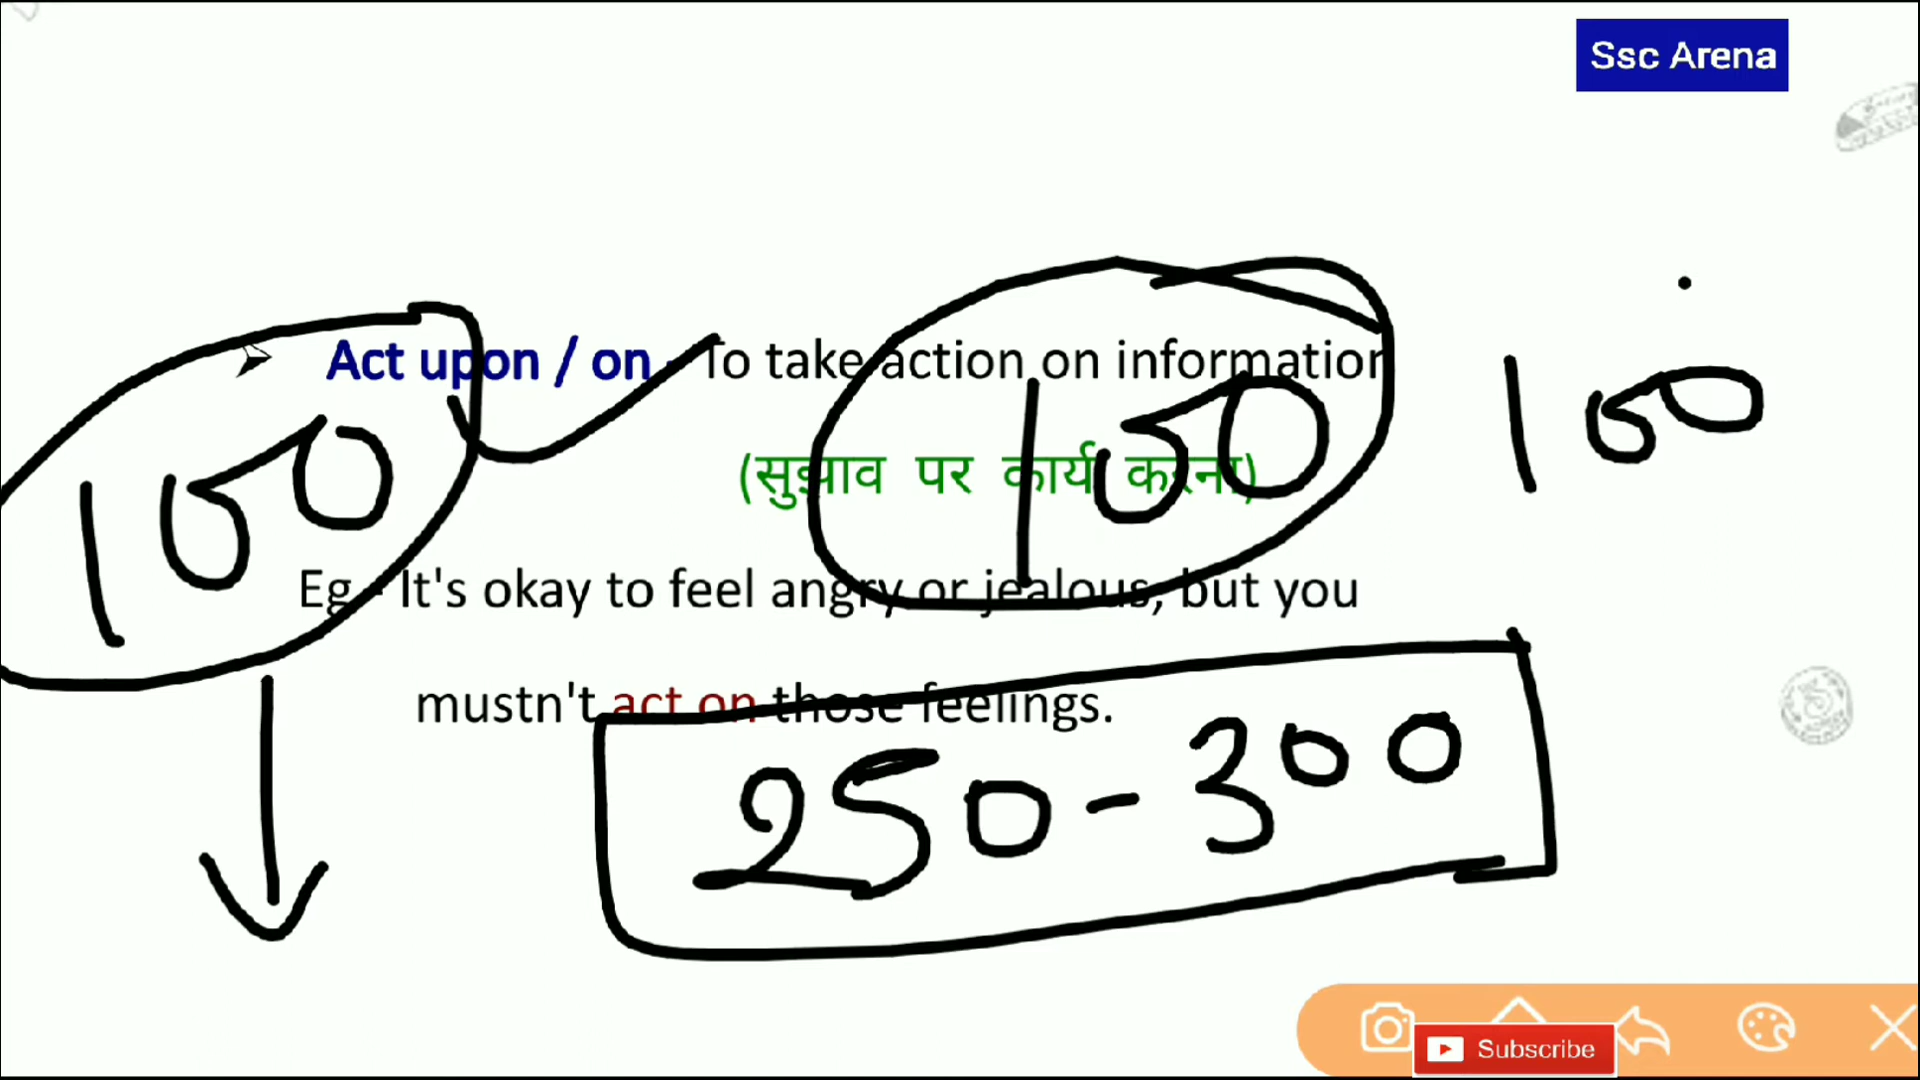 Ssc Arena
➢ Act upon / on - To take action on information
(सुझाव पर कार्य करना)
100 100 100
Eg - It's okay to feel angry or jealous, but you
mustn't act on those feelings.
250-300
Subscribe